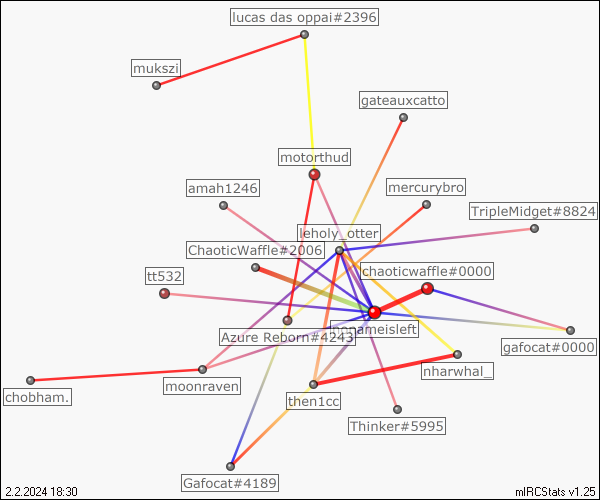 lucas das oppai#2396
mukszi
gateauxcatto
motorthud
amah1246
mercurybro
TripleMidget#8824
leholy_otter
ChaoticWaffle#2006
chaoticwaffle#0000
tt532
Azure Reborn#4243
nonameisleft
gafocat#0000
nharwhal_
moonraven
chobham.
then1cc
Thinker#5995
Gafocat#4189
2.2.2024 18:30
mIRCStats v1.25